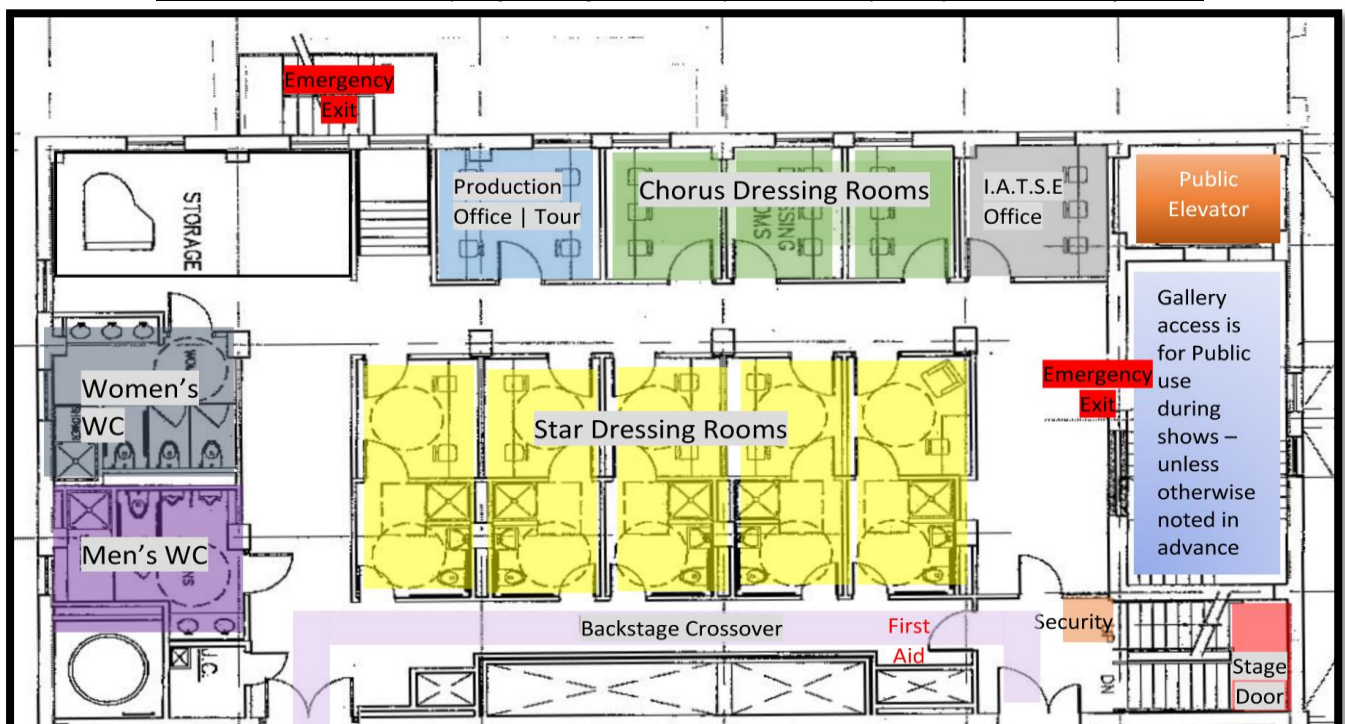 Emergency
Exit
Production
Office | Tour
Chorus Dressing Rooms
I.A.T.S.E
Office
Public
Elevator
STORAGE
Gallery
access is
for Public
use
during
shows –
unless
otherwise
noted in
advance
Women's
WC
Star Dressing Rooms
Emergency
Exit
Men's WC
Backstage Crossover
First
Aid
Security
J.C.
DN
Stage
Door